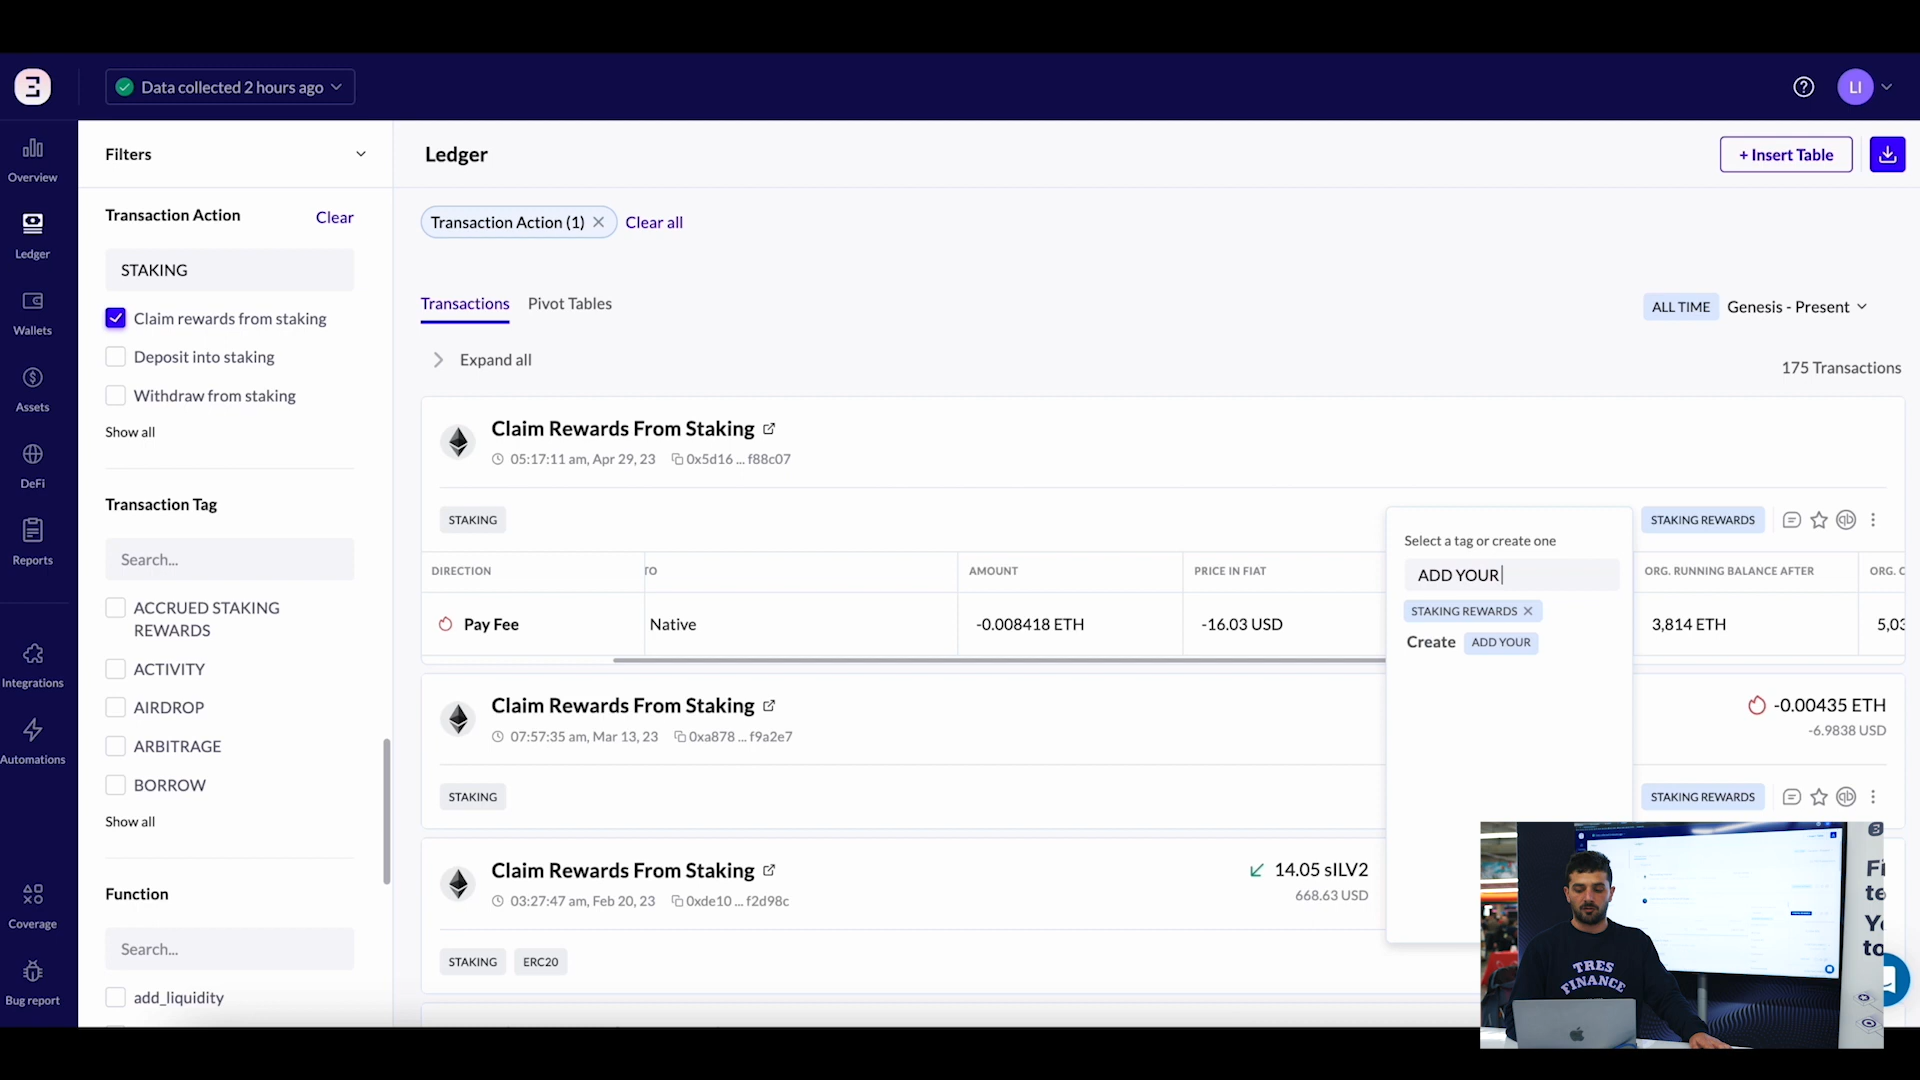 Data collected 2 hours ago
LI
Overview
Ledger
Wallets
Assets
DeFi
Reports
Integrations
Automations
Coverage
Bug report
Filters
Transaction Action
Clear
STAKING
Claim rewards from staking
Deposit into staking
Withdraw from staking
Show all
Transaction Tag
Search...
ACCRUED STAKING
REWARDS
ACTIVITY
AIRDROP
ARBITRAGE
BORROW
Show all
Function
Search...
add_liquidity
Ledger
+ Insert Table
Transaction Action (1)
Clear all
Transactions
Pivot Tables
ALL TIME
Genesis - Present
Expand all
175 Transactions
Claim Rewards From Staking
05:17:11 am, Apr 29, 23
0x5d16 ... f88c07
STAKING
STAKING REWARDS
qb
DIRECTION
TO
AMOUNT
PRICE IN FIAT
ORG. RUNNING BALANCE AFTER
ORG. C
Pay Fee
Native
-0.008418 ETH
-16.03 USD
3,814 ETH
5,03
Select a tag or create one
ADD YOUR
STAKING REWARDS
Create ADD YOUR
Claim Rewards From Staking
07:57:35 am, Mar 13, 23
0xa878 ... f9a2e7
-0.00435 ETH
-6.9838 USD
STAKING
STAKING REWARDS
qb
Claim Rewards From Staking
03:27:47 am, Feb 20, 23
0xde10 ... f2d98c
14.05 sILV2
668.63 USD
STAKING
ERC20
TRES
FINANCE
Fi
te
Y
to